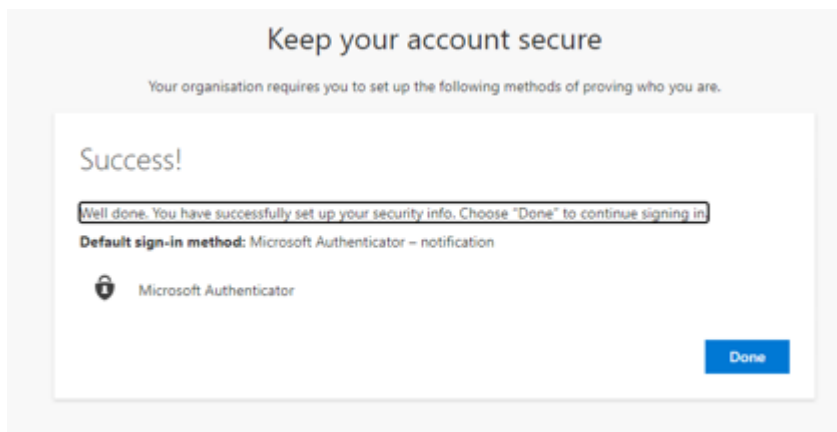 Keep your account secure
Your organisation requires you to set up the following methods of proving who you are.
Success!
Well done. You have successfully set up your security info. Choose "Done" to continue signing in.
Default sign-in method: Microsoft Authenticator – notification
Microsoft Authenticator
Done